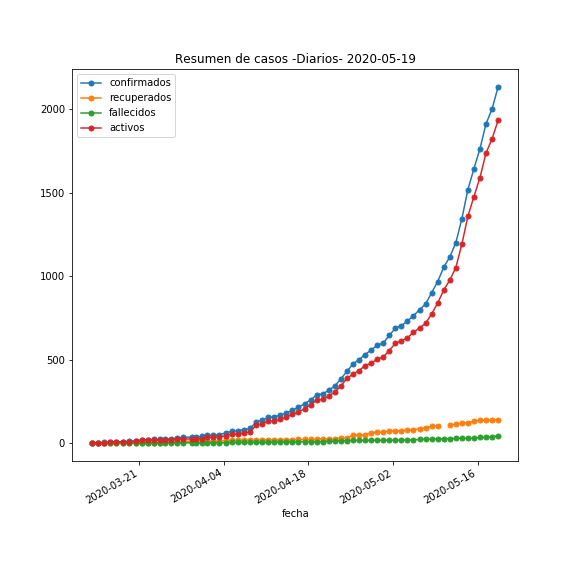 Resumen de casos -Diarios- 2020-05-19
confirmados
recuperados
fallecidos
activos
2000
1500
1000
500
0
2020-03-21
2020-04-04
2020-04-18
2020-05-02
2020-05-16
fecha